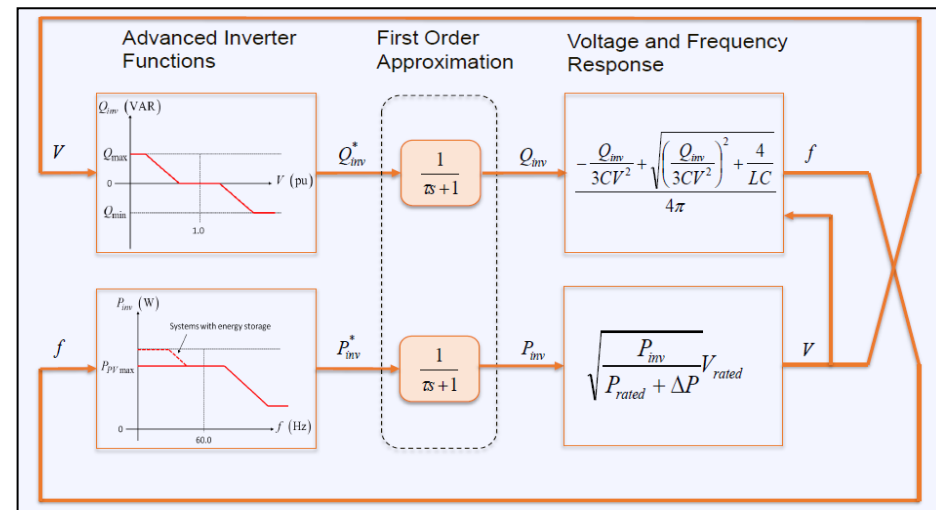 Advanced Inverter
Functions
First Order
Approximation
Voltage and Frequency
Response
Q_inv (VAR)
Q_max
0
Q_min
V (pu)
1.0
V
Q*_inv
1
τs+1
Q_inv
-Q_inv/3CV² + √((Q_inv/3CV²)² + 4/LC)
4π
f
P_inv (W)
Systems with energy storage
P_PV max
0
f (Hz)
60.0
f
P*_inv
1
τs+1
P_inv
√(P_inv/(P_rated + ΔP)) V_rated
V